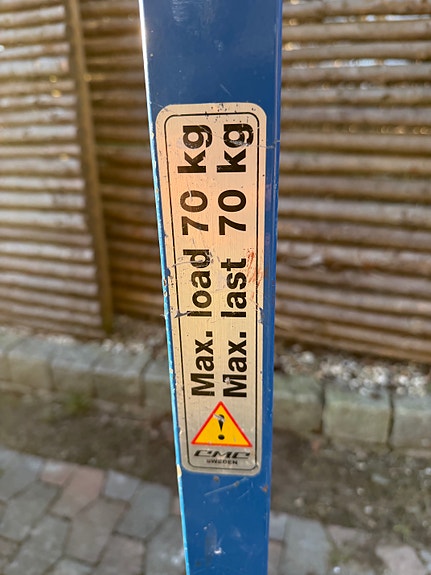 Max. load 70 kg
Max. last 70 kg
CMC
SWEDEN